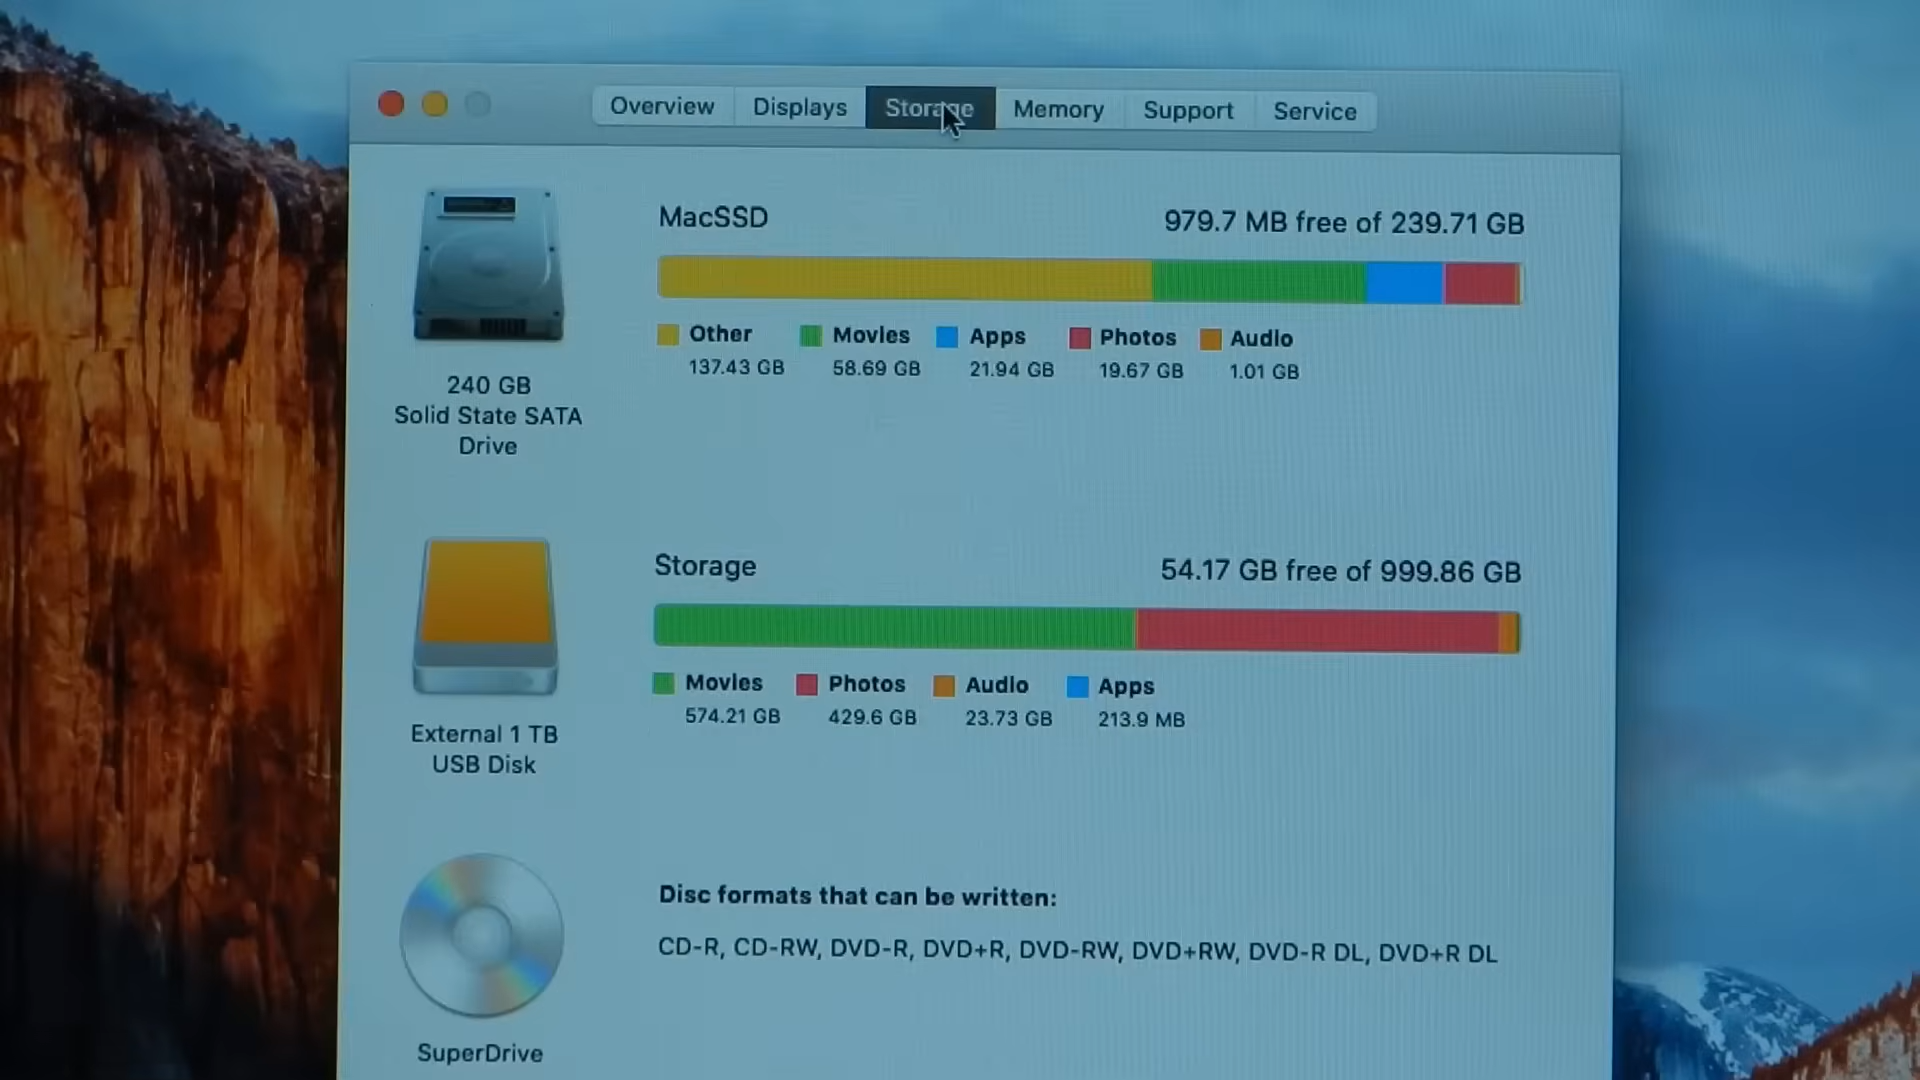 Overview Displays Storage Memory Support Service
MacSSD 979.7 MB free of 239.71 GB
Other Movies Apps Photos Audio
137.43 GB 58.69 GB 21.94 GB 19.67 GB 1.01 GB
240 GB
Solid State SATA
Drive
Storage 54.17 GB free of 999.86 GB
Movies Photos Audio Apps
574.21 GB 429.6 GB 23.73 GB 213.9 MB
External 1 TB
USB Disk
Disc formats that can be written:
CD-R, CD-RW, DVD-R, DVD+R, DVD-RW, DVD+RW, DVD-R DL, DVD+R DL
SuperDrive